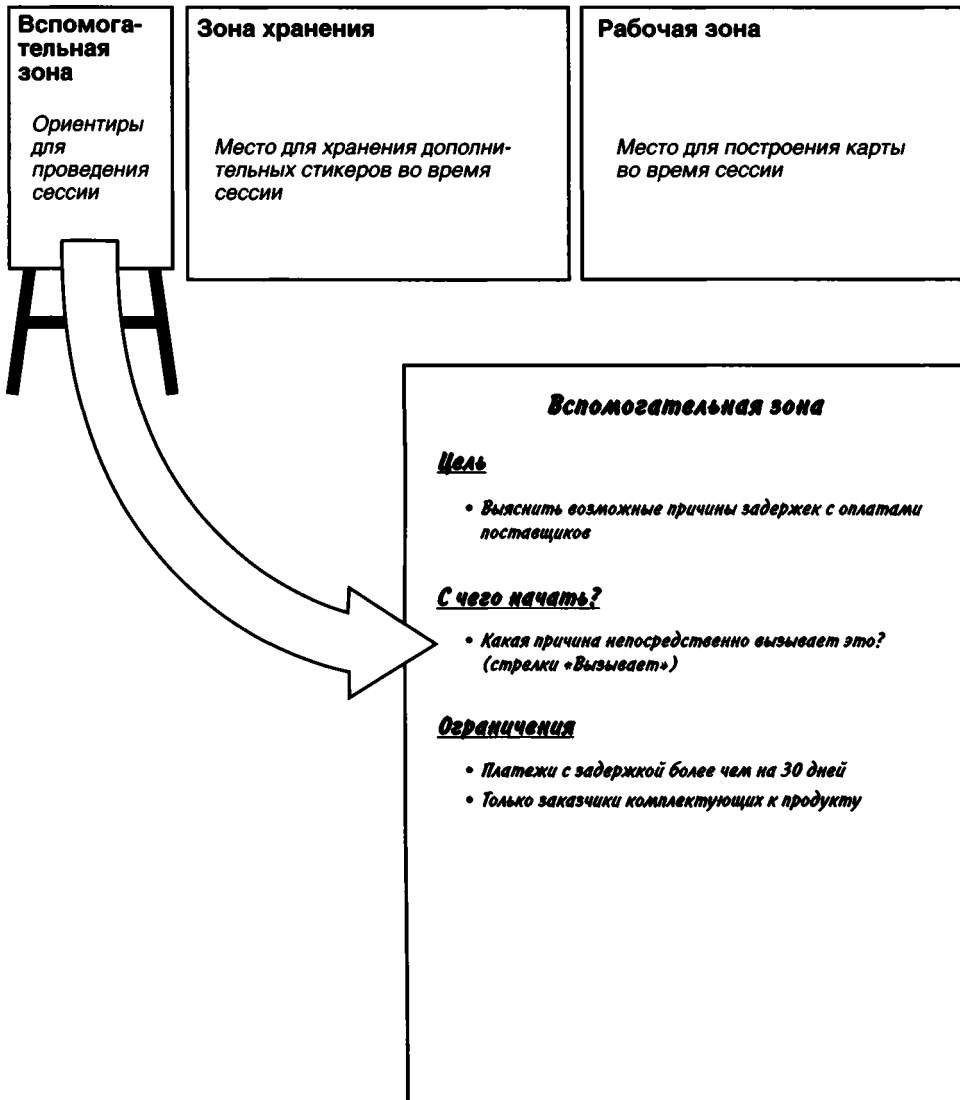 Вспомога-
тельная
зона
Ориентиры
для
проведения
сессии
Зона хранения
Место для хранения дополни-
тельных стикеров во время
сессии
Рабочая зона
Место для построения карты
во время сессии
Вспомогательная зона
Цель
• Выяснить возможные причины задержек с оплатами
поставщиков
С чего начать?
• Какая причина непосредственно вызывает это?
(стрелки «Вызывает»)
Ограничения
• Платежи с задержкой более чем на 30 дней
• Только заказчики комплектующих к продукту